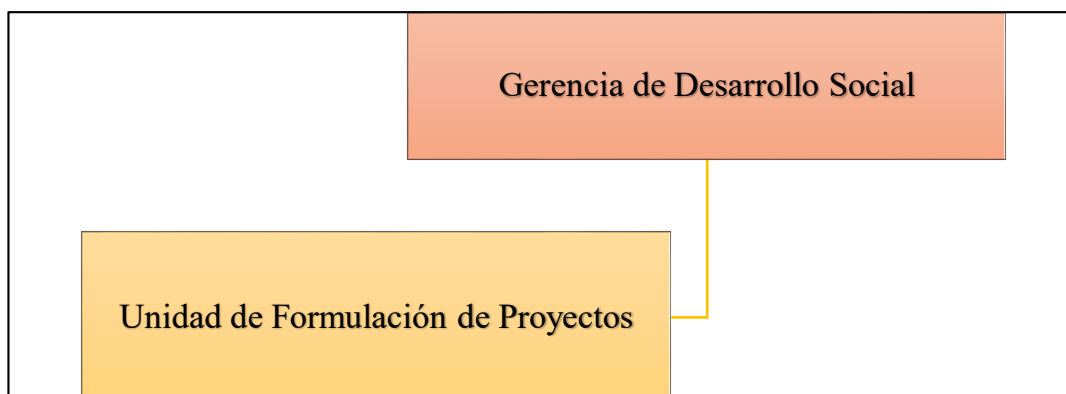 Gerencia de Desarrollo Social
Unidad de Formulación de Proyectos